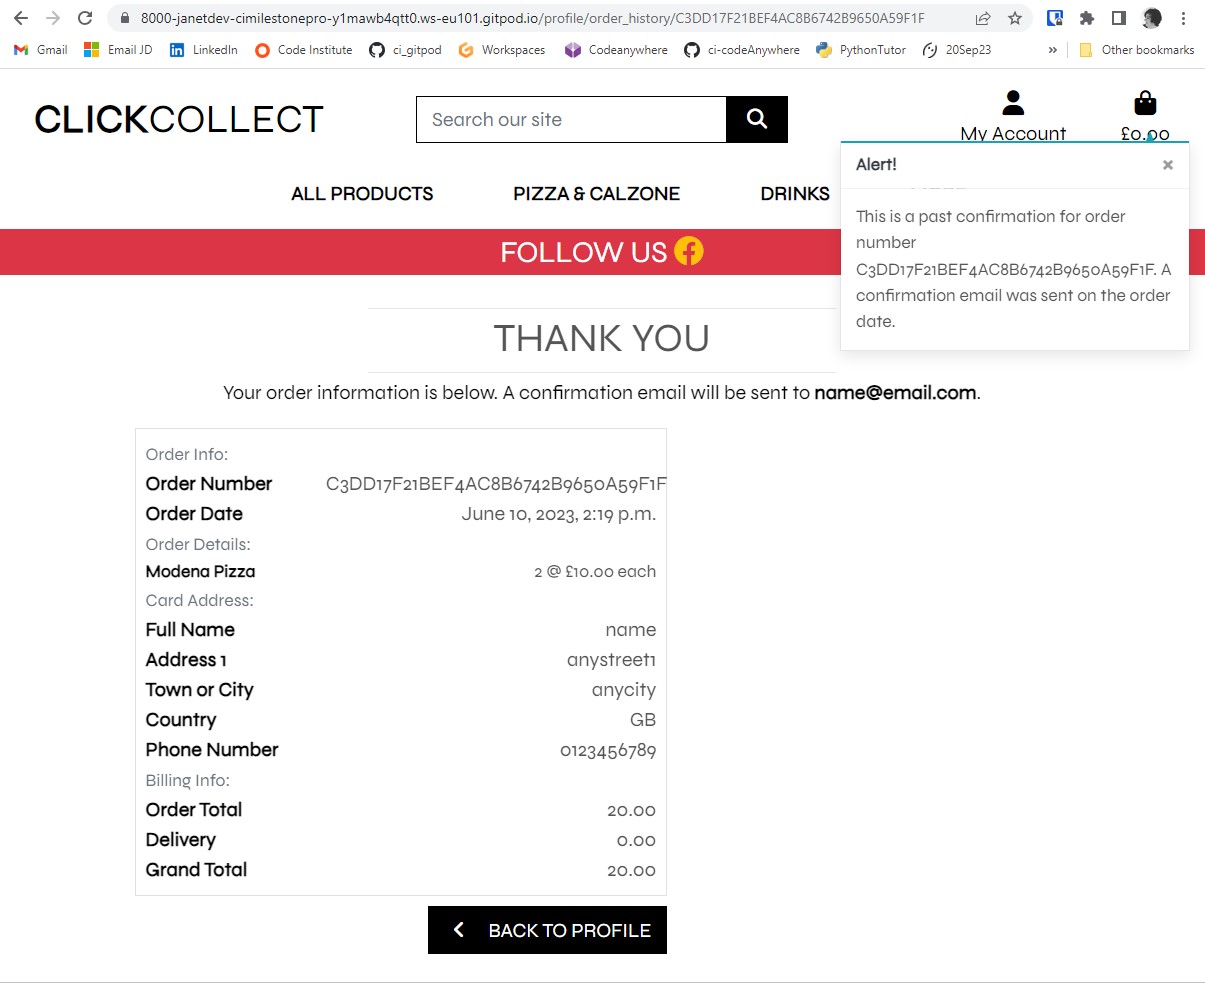 8000-janetdev-cimilestonepro-y1mawb4qtt0.ws-eu101.gitpod.io/profile/order_history/C3DD17F21BEF4AC8B6742B9650A59F1F
Gmail Email JD LinkedIn Code Institute ci_gitpod Workspaces Codeanywhere ci-codeAnywhere PythonTutor 20Sep23 » Other bookmarks
CLICKCOLLECT
Search our site
My Account
£0.00
ALL PRODUCTS PIZZA & CALZONE DRINKS
Alert! ×
This is a past confirmation for order
number
C3DD17F21BEF4AC8B6742B9650A59F1F. A
confirmation email was sent on the order
date.
FOLLOW US
THANK YOU
Your order information is below. A confirmation email will be sent to name@email.com.
Order Info:
Order Number C3DD17F21BEF4AC8B6742B9650A59F1F
Order Date June 10, 2023, 2:19 p.m.
Order Details:
Modena Pizza 2 @ £10.00 each
Card Address:
Full Name name
Address 1 anystreet1
Town or City anycity
Country GB
Phone Number 0123456789
Billing Info:
Order Total 20.00
Delivery 0.00
Grand Total 20.00
BACK TO PROFILE